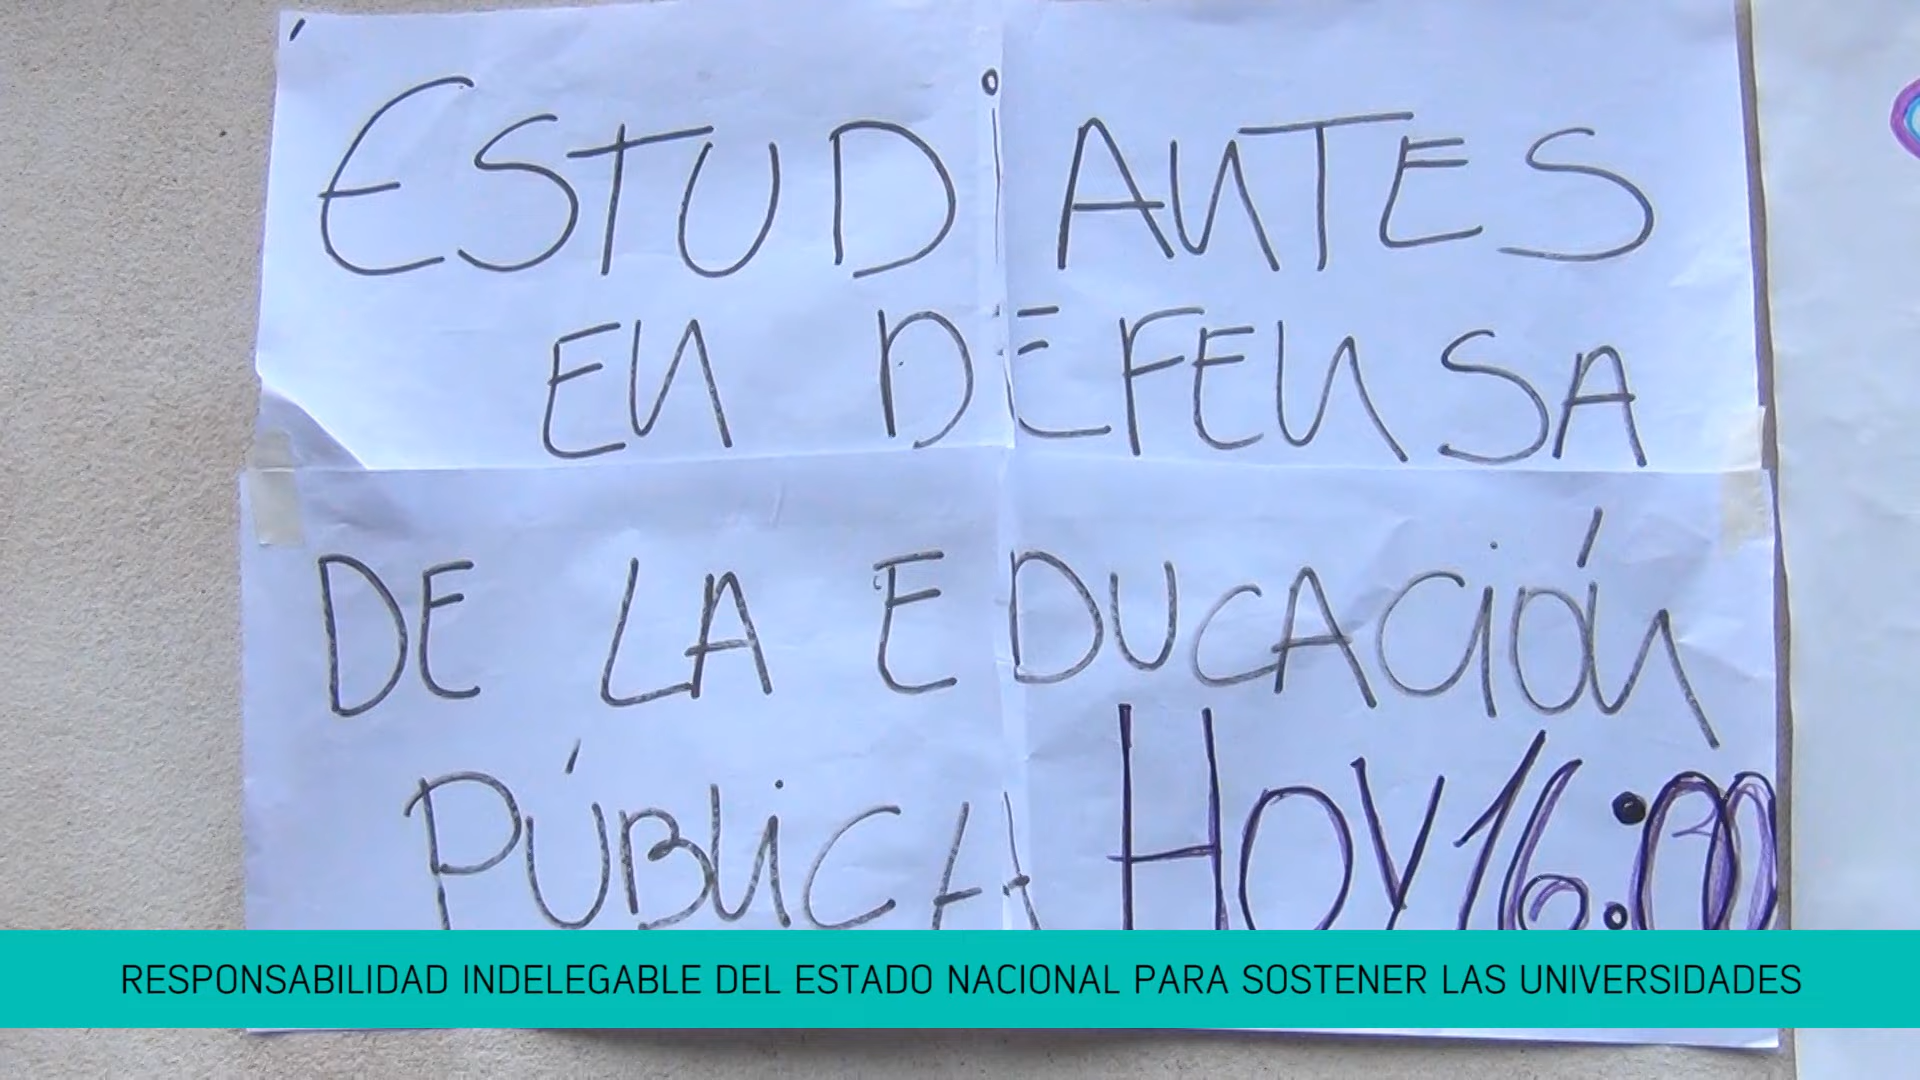 ESTUDiANTES
EN DEFENSA
DE LA EDUCACiÓN
PÚBLiCA HOY 16:00
RESPONSABILIDAD INDELEGABLE DEL ESTADO NACIONAL PARA SOSTENER LAS UNIVERSIDADES